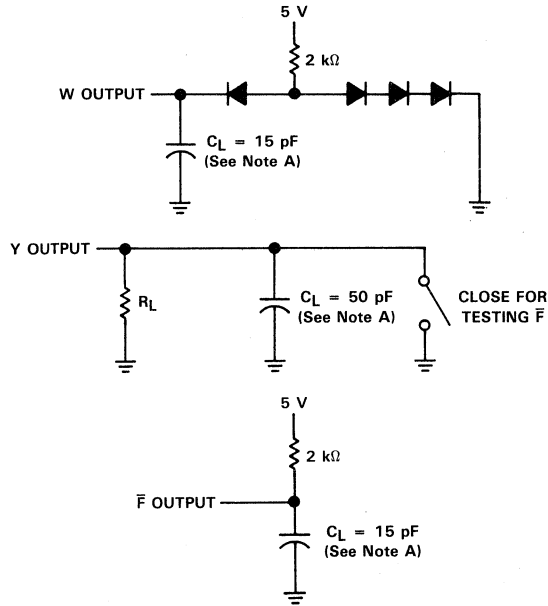 5 V
2 kΩ
W OUTPUT
C_L = 15 pF
(See Note A)
Y OUTPUT
R_L
C_L = 50 pF
(See Note A)
CLOSE FOR
TESTING F̅
5 V
2 kΩ
F̅ OUTPUT
C_L = 15 pF
(See Note A)